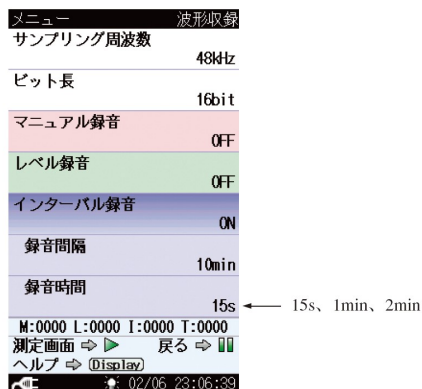 メニュー 波形収録
サンプリング周波数
48kHz
ビット長
16bit
マニュアル録音
OFF
レベル録音
OFF
インターバル録音
ON
録音間隔
10min
録音時間
15s
15s、1min、2min
M:0000 L:0000 I:0000 T:0000
測定画面 ⇨ ▷ 戻る ⇨ ▯▯
ヘルプ ⇨ Display
02/06 23:06:39